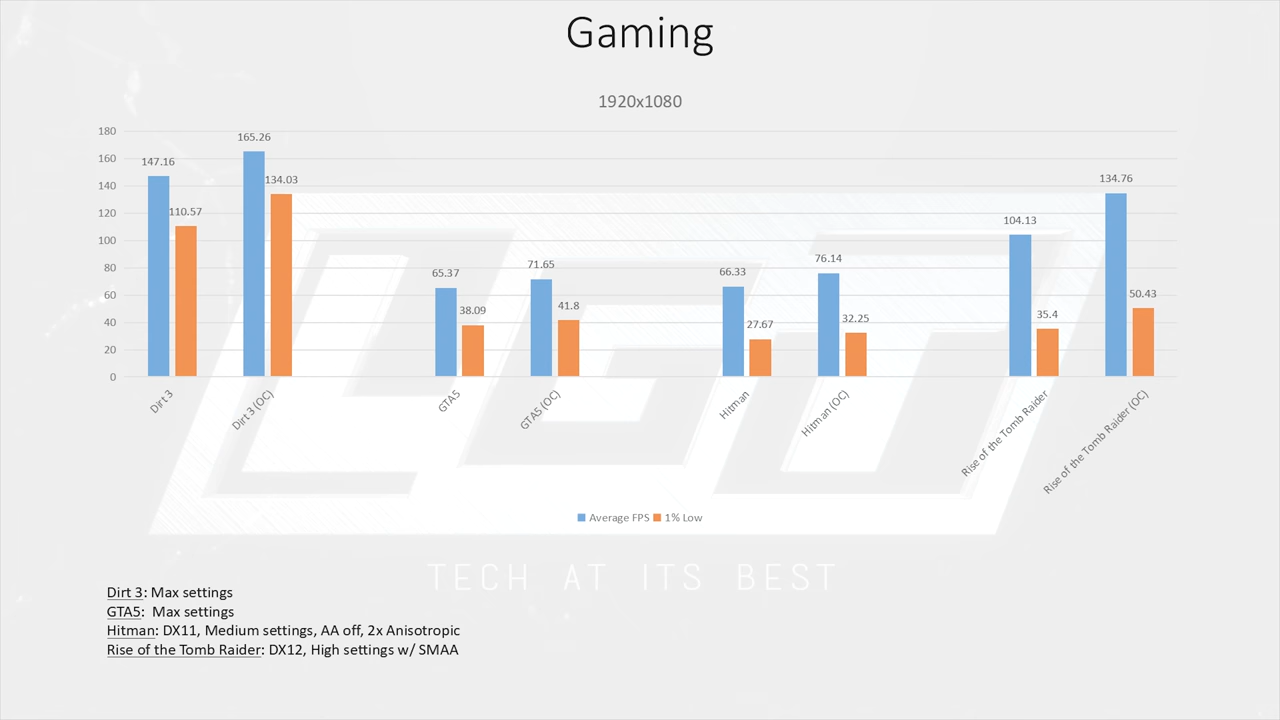 Gaming
1920x1080
180
160
140
120
100
80
60
40
20
0
147.16
110.57
165.26
134.03
65.37
38.09
71.65
41.8
66.33
27.67
76.14
32.25
104.13
35.4
134.76
50.43
Dirt 3
Dirt 3 (OC)
GTA5
GTA5 (OC)
Hitman
Hitman (OC)
Rise of the Tomb Raider
Rise of the Tomb Raider (OC)
Average FPS
1% Low
TECH AT ITS BEST
Dirt 3: Max settings
GTA5:  Max settings
Hitman: DX11, Medium settings, AA off, 2x Anisotropic
Rise of the Tomb Raider: DX12, High settings w/ SMAA